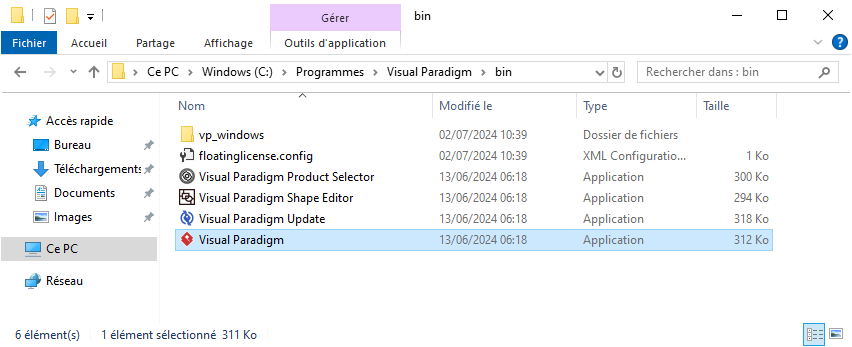 Gérer
bin
Fichier Accueil Partage Affichage Outils d'application
Ce PC Windows (C:) Programmes Visual Paradigm bin Rechercher dans : bin
Nom Modifié le Type Taille
Accès rapide
Bureau
Téléchargements
Documents
Images
Ce PC
Réseau
vp_windows 02/07/2024 10:39 Dossier de fichiers
floatinglicense.config 02/07/2024 10:39 XML Configuratio... 1 Ko
Visual Paradigm Product Selector 13/06/2024 06:18 Application 300 Ko
Visual Paradigm Shape Editor 13/06/2024 06:18 Application 294 Ko
Visual Paradigm Update 13/06/2024 06:18 Application 318 Ko
Visual Paradigm 13/06/2024 06:18 Application 312 Ko
6 élément(s) 1 élément sélectionné 311 Ko